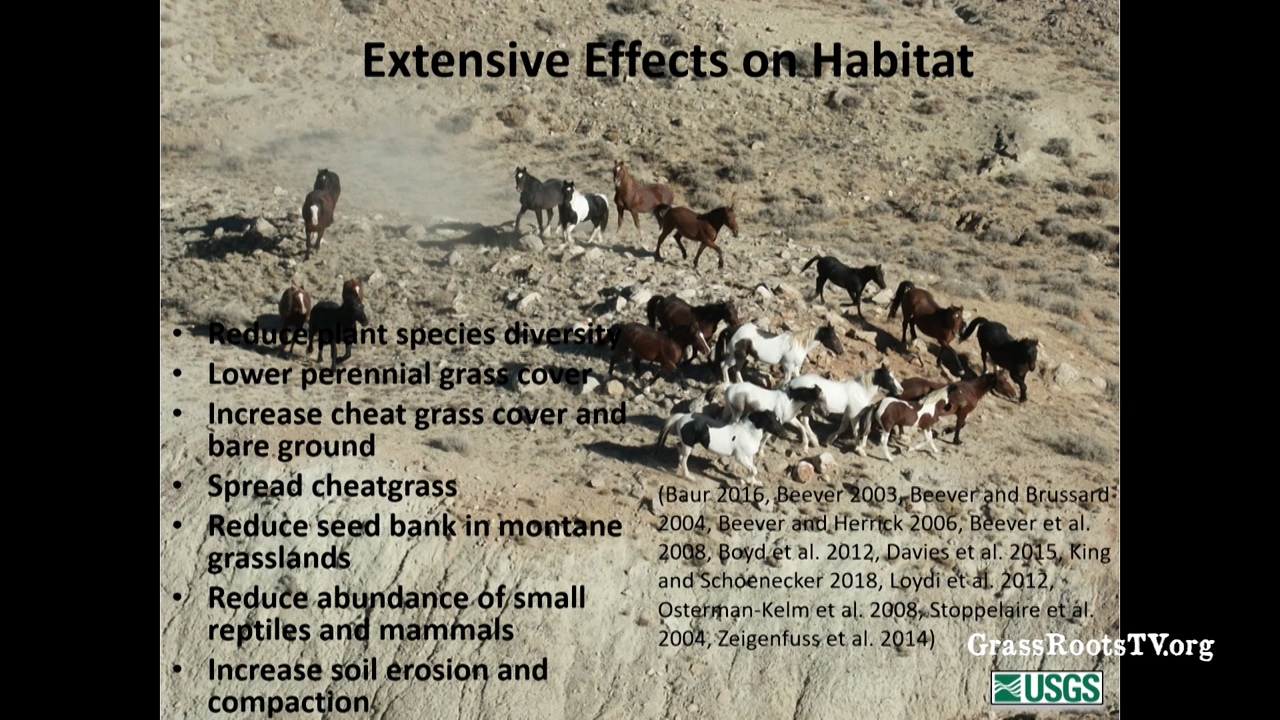 Extensive Effects on Habitat
• Reduce plant species diversity
• Lower perennial grass cover
• Increase cheat grass cover and
bare ground
• Spread cheatgrass
• Reduce seed bank in montane
grasslands
• Reduce abundance of small
reptiles and mammals
• Increase soil erosion and
compaction
(Baur 2016, Beever 2003, Beever and Brussard
2004, Beever and Herrick 2006, Beever et al.
2008, Boyd et al. 2012, Davies et al. 2015, King
and Schoenecker 2018, Loydi et al. 2012,
Osterman-Kelm et al. 2008, Stoppelaire et al.
2004, Zeigenfuss et al. 2014)
GrassRootsTV.org
USGS